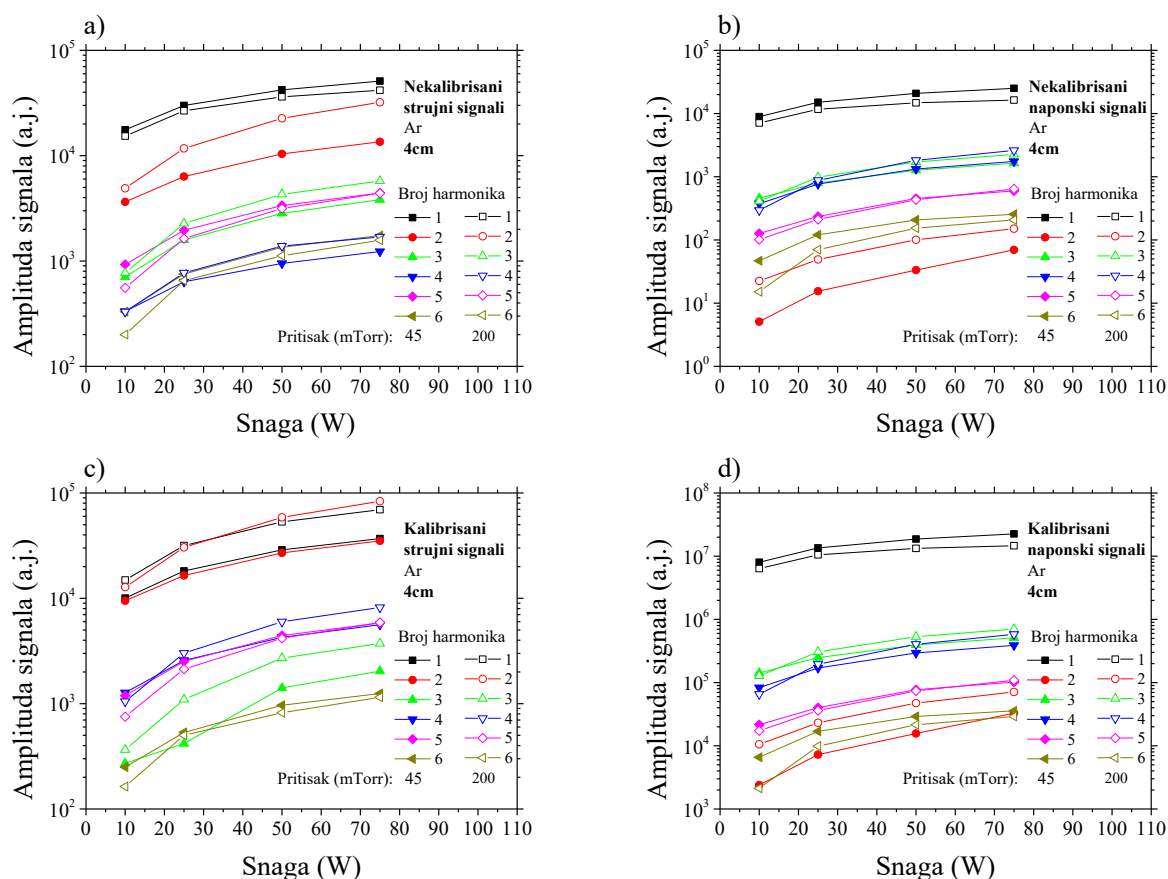 a)
Amplituda signala (a.j.)
10^5
10^4
10^3
10^2
Nekalibrisani
strujni signali
Ar
4cm
Broj harmonika
1 1
2 2
3 3
4 4
5 5
6 6
Pritisak (mTorr): 45 200
0 10 20 30 40 50 60 70 80 90 100 110
Snaga (W)
b)
Amplituda signala (a.j.)
10^5
10^4
10^3
10^2
10^1
10^0
Nekalibrisani
naponski signali
Ar
4cm
Broj harmonika
1 1
2 2
3 3
4 4
5 5
6 6
Pritisak (mTorr): 45 200
0 10 20 30 40 50 60 70 80 90 100 110
Snaga (W)
c)
Amplituda signala (a.j.)
10^5
10^4
10^3
10^2
Kalibrisani
strujni signali
Ar
4cm
Broj harmonika
1 1
2 2
3 3
4 4
5 5
6 6
Pritisak (mTorr): 45 200
0 10 20 30 40 50 60 70 80 90 100 110
Snaga (W)
d)
Amplituda signala (a.j.)
10^8
10^7
10^6
10^5
10^4
10^3
Kalibrisani
naponski signali
Ar
4cm
Broj harmonika
1 1
2 2
3 3
4 4
5 5
6 6
Pritisak (mTorr): 45 200
0 10 20 30 40 50 60 70 80 90 100 110
Snaga (W)